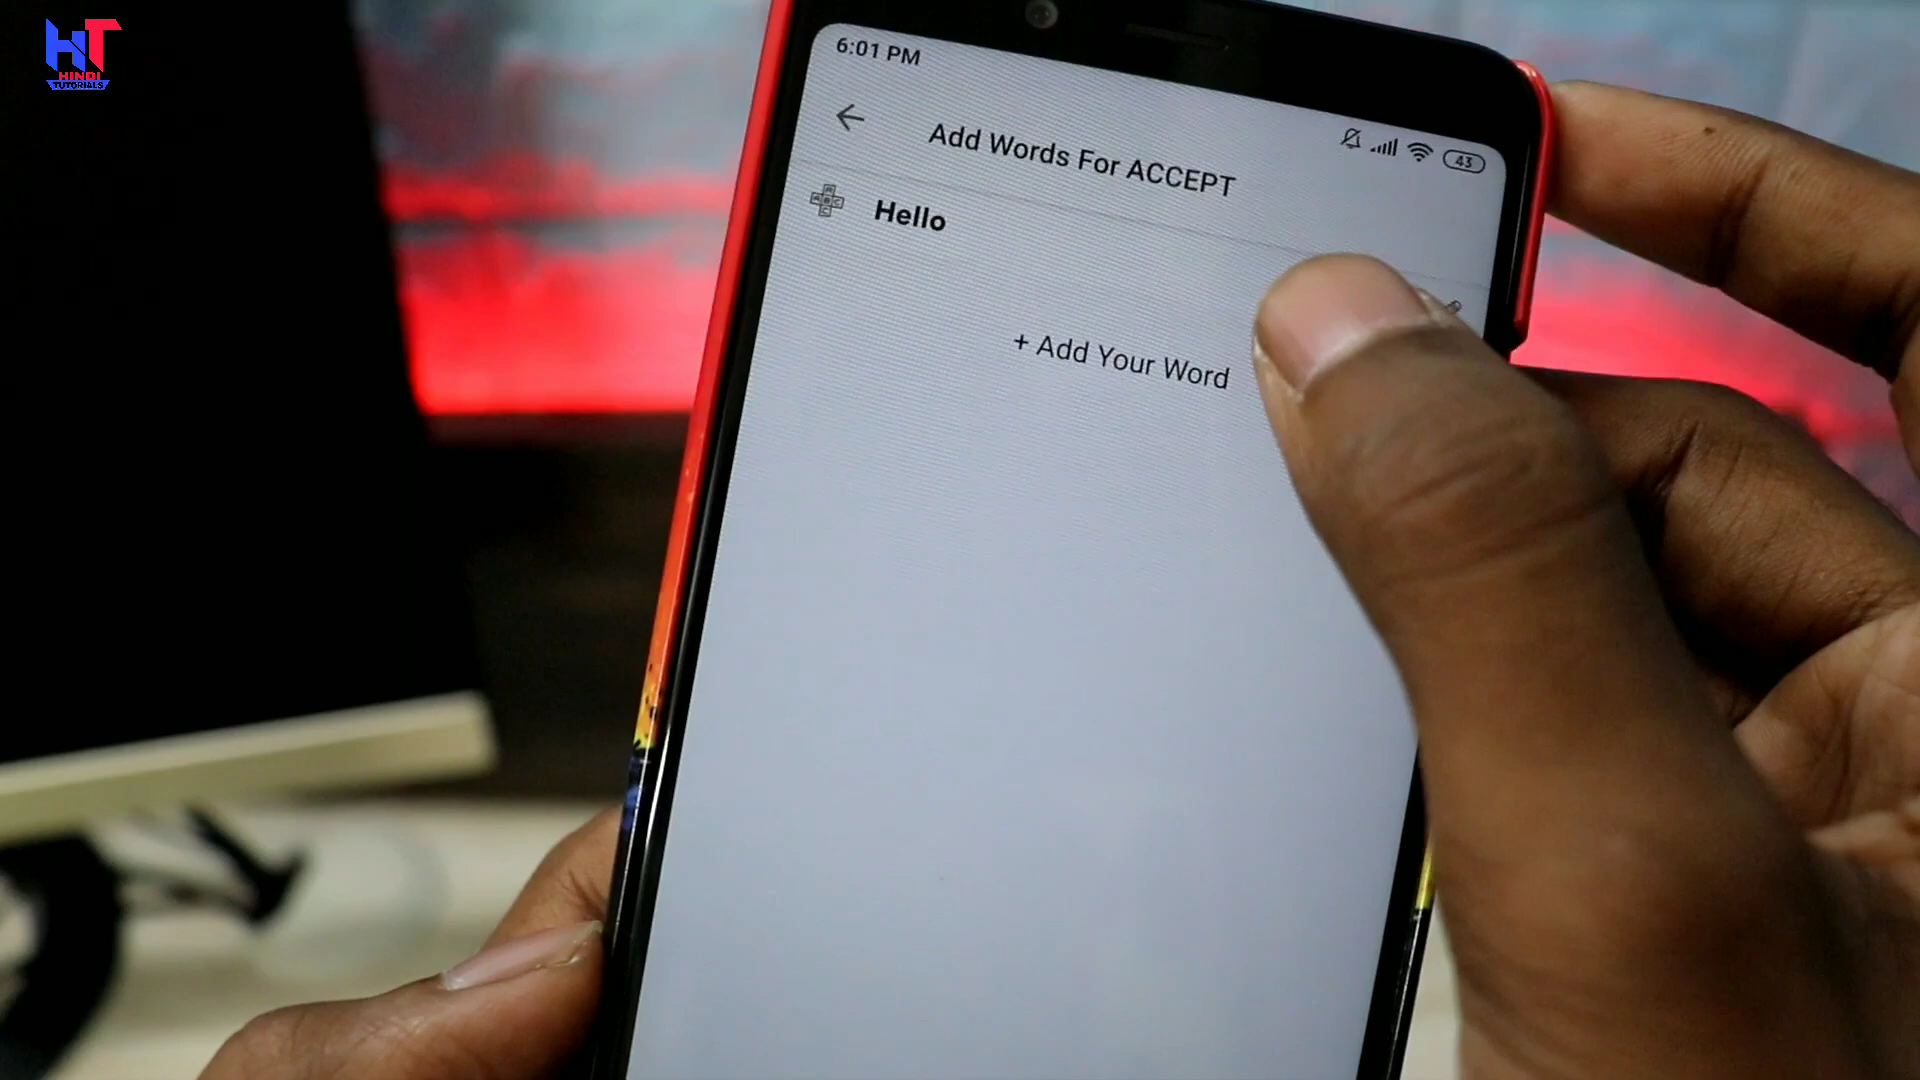 HT
HINDI
TUTORIALS
6:01 PM
43
Add Words For ACCEPT
Hello
+ Add Your Word